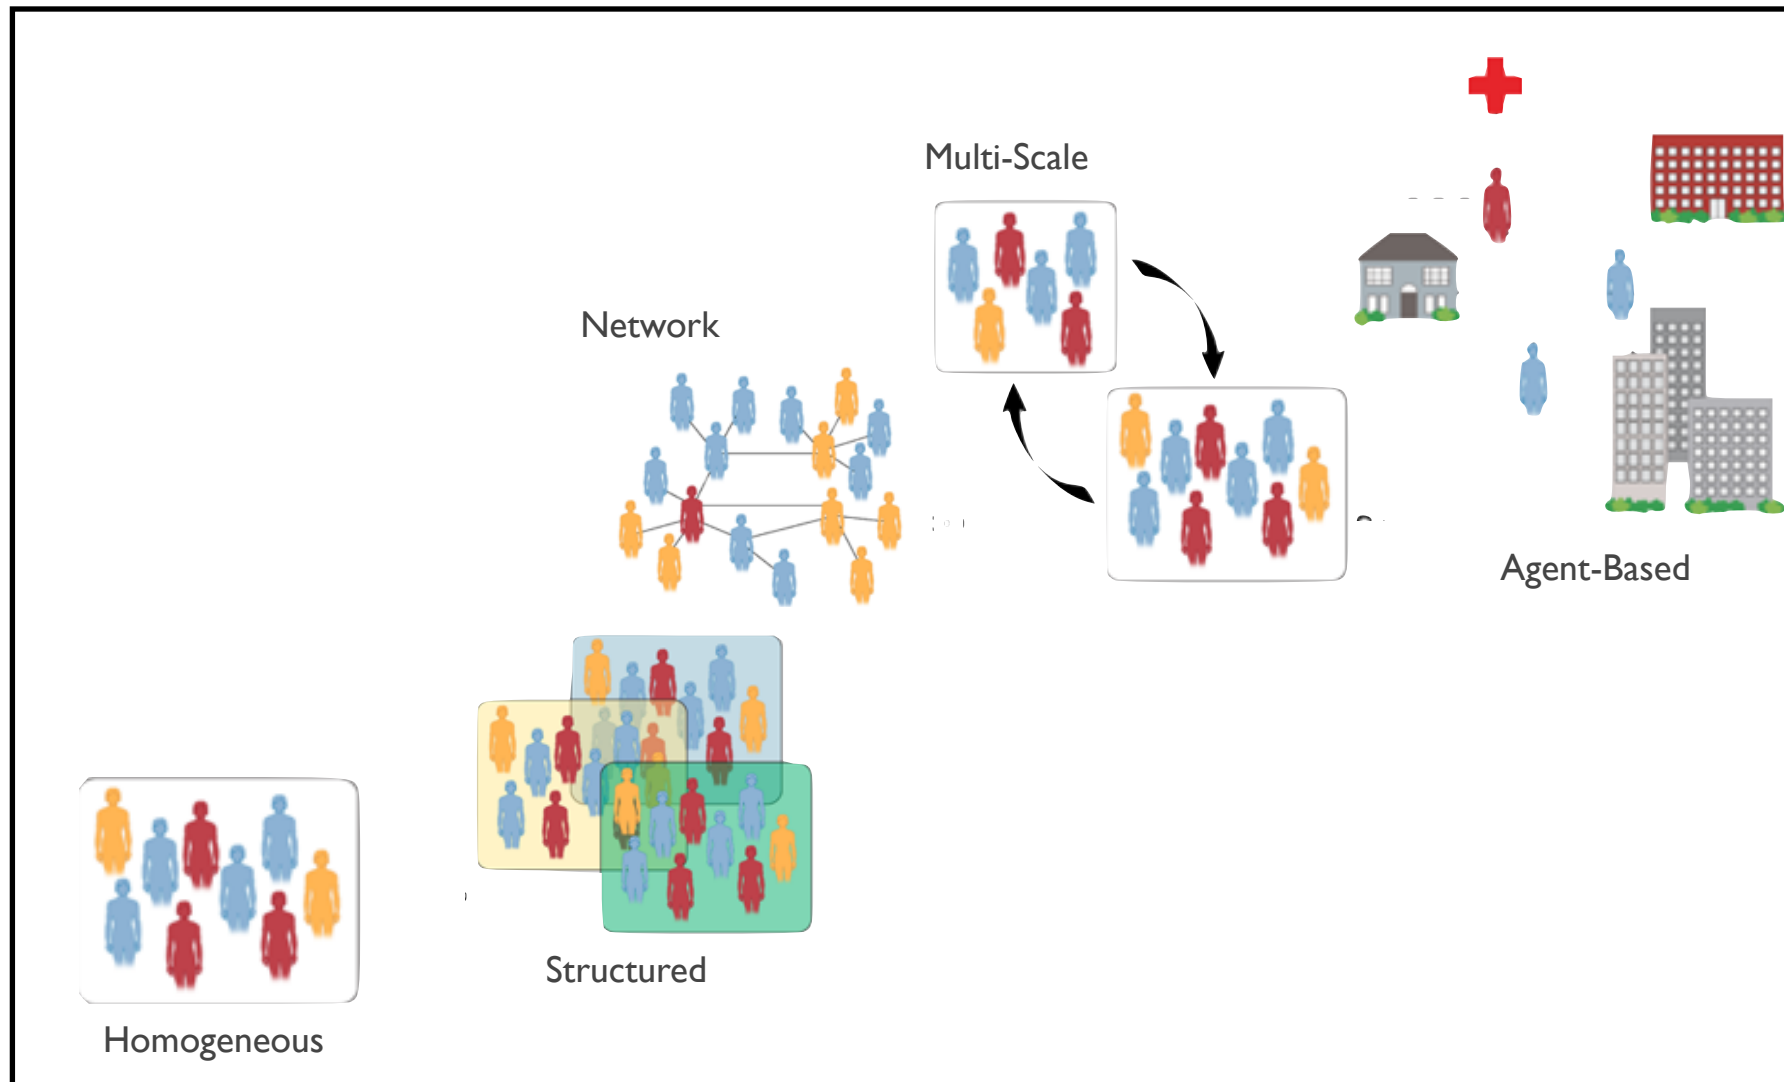 Multi-Scale
Network
Agent-Based
Structured
Homogeneous